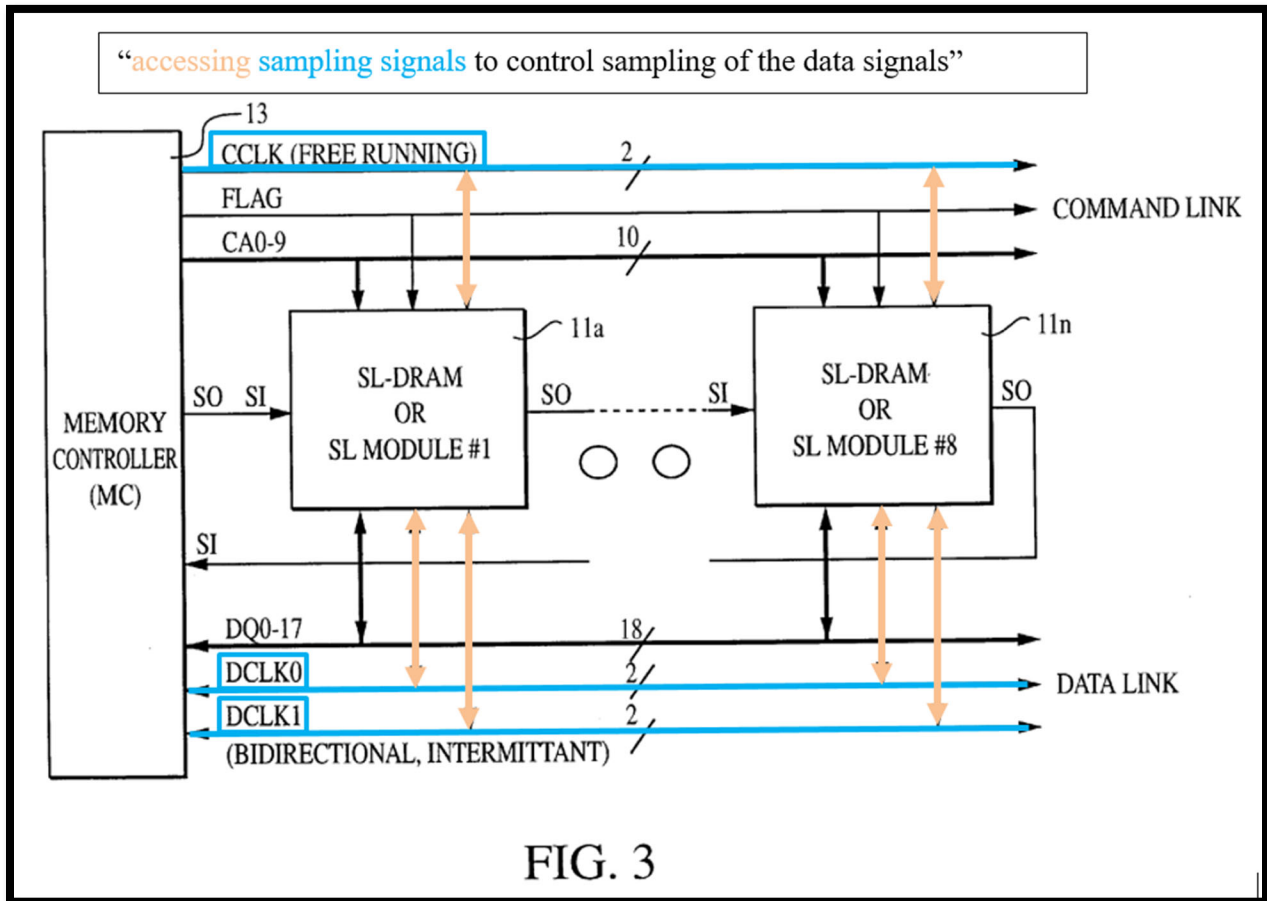 “accessing sampling signals to control sampling of the data signals”
13
CCLK (FREE RUNNING)
2
FLAG
COMMAND LINK
CA0-9
10
11a
11n
SL-DRAM
OR
SL MODULE #1
SL-DRAM
OR
SL MODULE #8
SO SI
SO
SI
SO
MEMORY
CONTROLLER
(MC)
SI
DQ0-17
18
DCLK0
2
DATA LINK
DCLK1
2
(BIDIRECTIONAL, INTERMITTANT)
FIG. 3